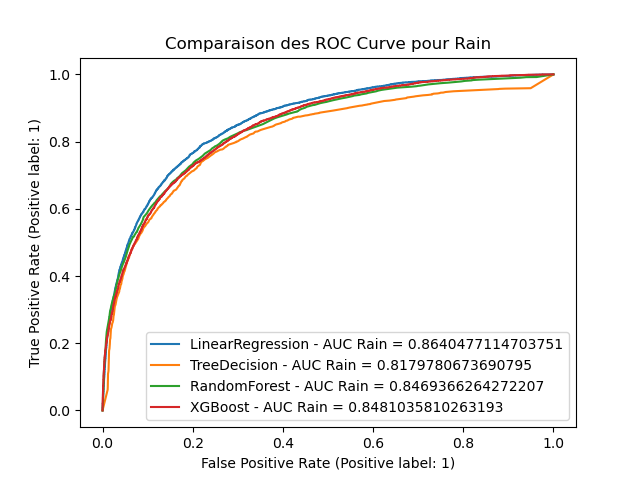 Comparaison des ROC Curve pour Rain
True Positive Rate (Positive label: 1)
1.0
0.8
0.6
0.4
0.2
0.0
LinearRegression - AUC Rain = 0.8640477114703751
TreeDecision - AUC Rain = 0.8179780673690795
RandomForest - AUC Rain = 0.8469366264272207
XGBoost - AUC Rain = 0.8481035810263193
0.0 0.2 0.4 0.6 0.8 1.0
False Positive Rate (Positive label: 1)